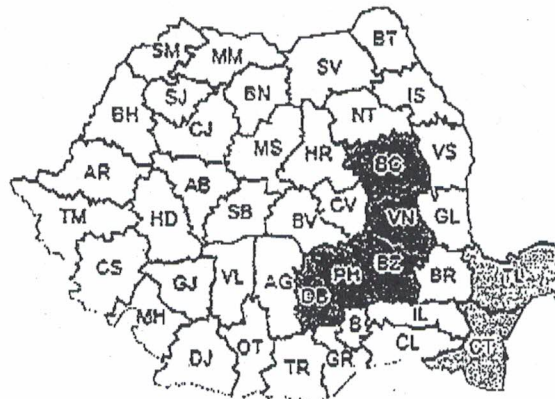 BT
SM MM SV
SJ BN IS
BH CJ NT
MS HR BC VS
AR AB
TM HD SB BV CV VN GL
CS GJ VL AG DB PH BZ BR TL
MH B IL
DJ OT TR GR CL CT